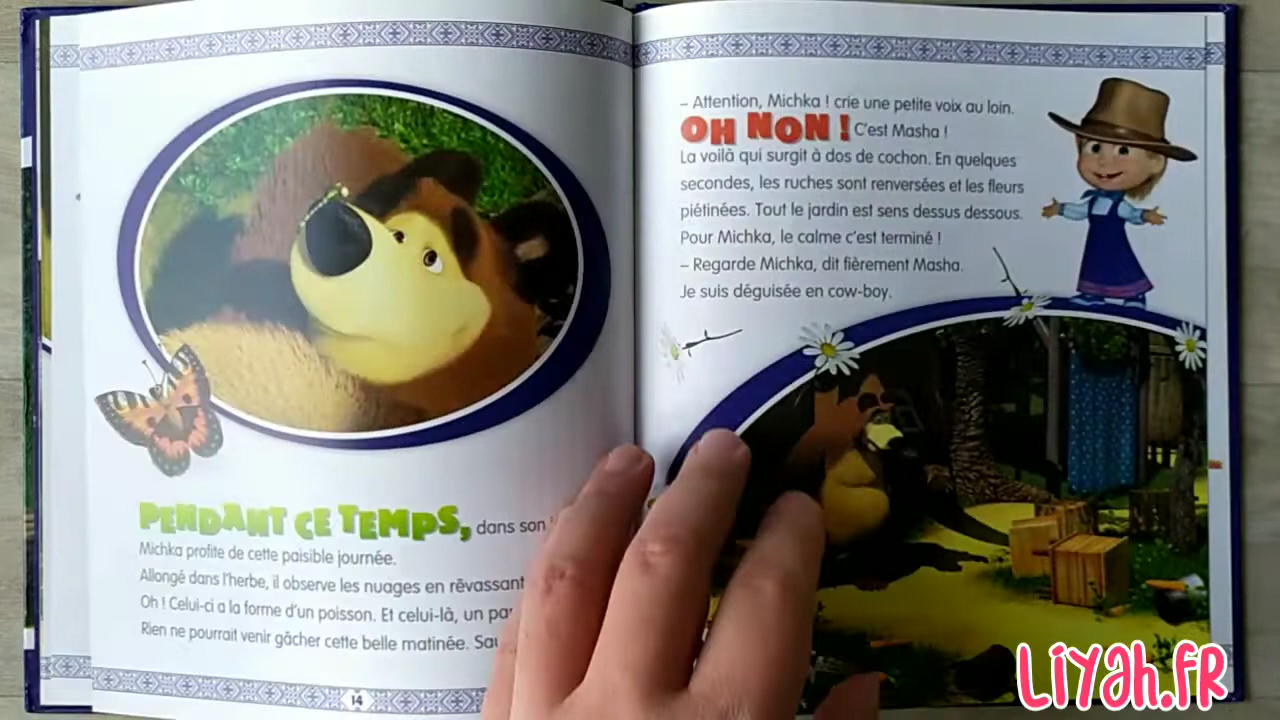 PENDANT CE TEMPS, dans son
Michka profite de cette paisible journée.
Allongé dans l'herbe, il observe les nuages en rêvassant
Oh ! Celui-ci a la forme d'un poisson. Et celui-là, un
Rien ne pourrait venir gâcher cette belle matinée.
14
– Attention, Michka ! crie une petite voix au loin.
OH NON ! C'est Masha !
La voilà qui surgit à dos de cochon. En quelques
secondes, les ruches sont renversées et les fleurs
piétinées. Tout le jardin est sens dessus dessous.
Pour Michka, le calme c'est terminé !
– Regarde Michka, dit fièrement Masha.
Je suis déguisée en cow-boy.
Liyah.FR